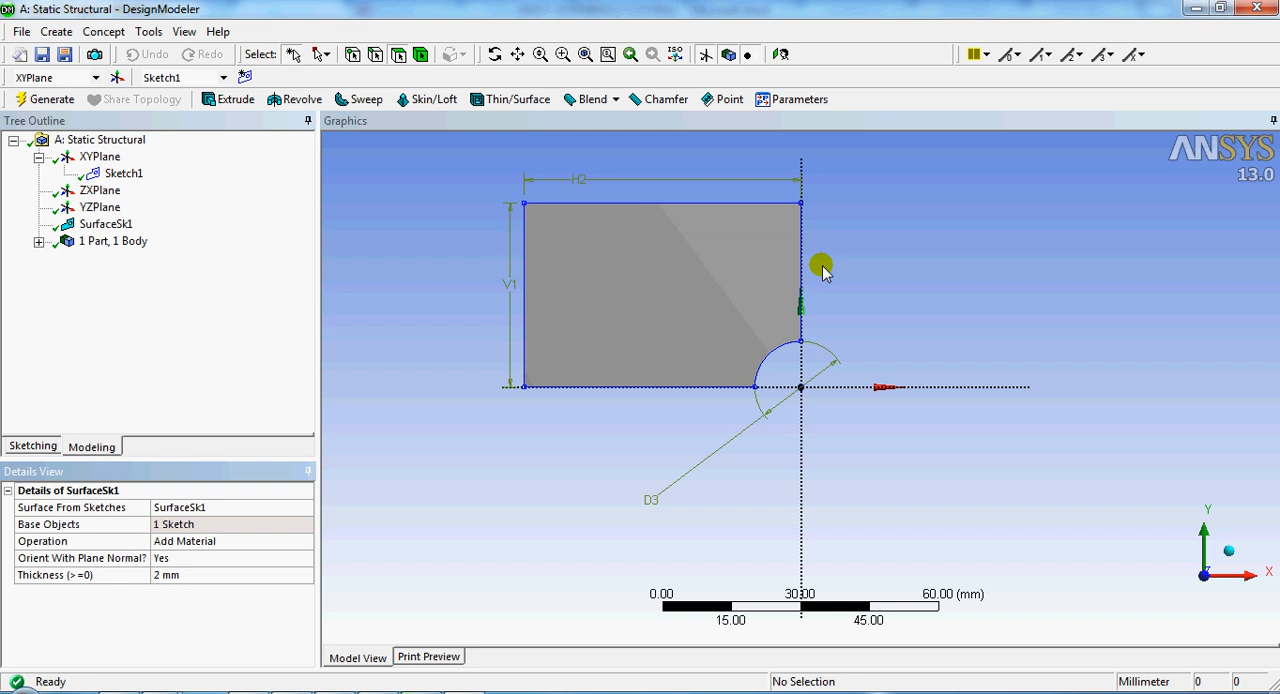 A: Static Structural - DesignModeler
File Create Concept Tools View Help
Undo Redo Select: ISO
XYPlane Sketch1
Generate Share Topology Extrude Revolve Sweep Skin/Loft Thin/Surface Blend Chamfer Point Parameters
Tree Outline
A: Static Structural
XYPlane
Sketch1
ZXPlane
YZPlane
SurfaceSk1
1 Part, 1 Body
Sketching Modeling
Details View
Details of SurfaceSk1
Surface From Sketches SurfaceSk1
Base Objects 1 Sketch
Operation Add Material
Orient With Plane Normal? Yes
Thickness (>=0) 2 mm
Graphics
ANSYS
13.0
H2
V1
D3
Y
X
0.00 30.00 60.00 (mm)
15.00 45.00
Model View Print Preview
Ready No Selection Millimeter 0 0